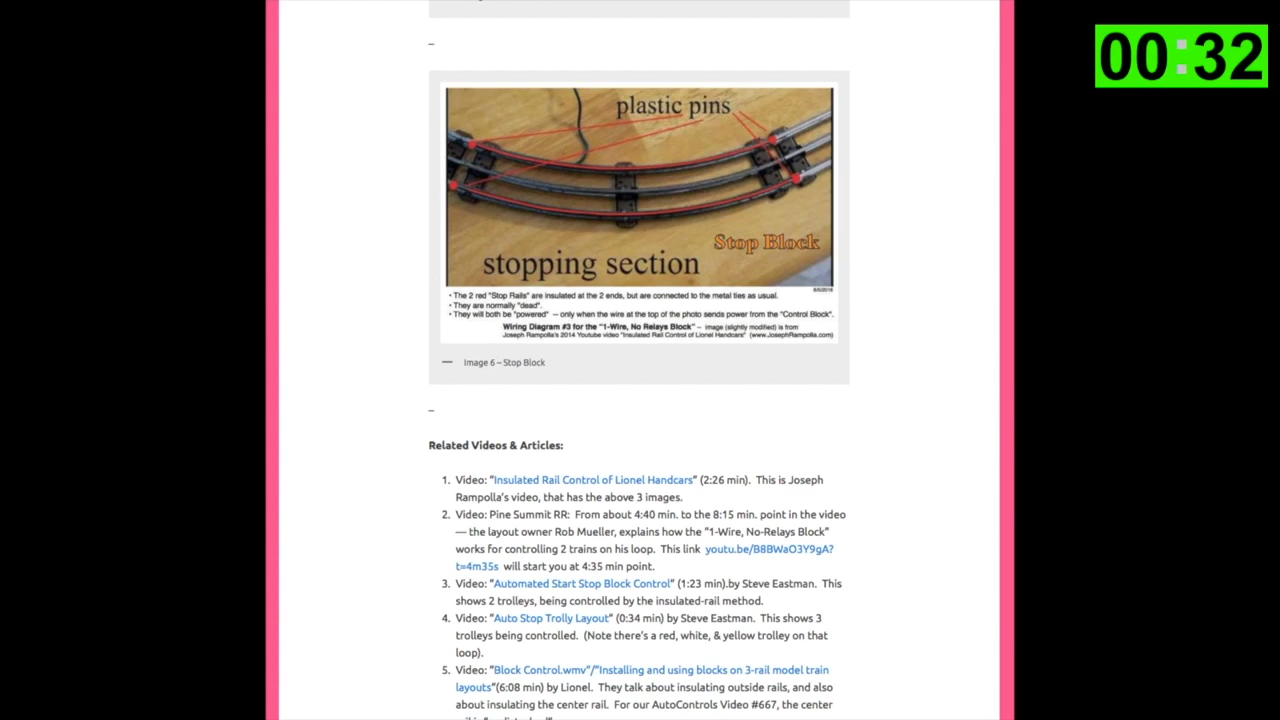 00:32
–
plastic pins
Stop Block
stopping section
8/5/2016
• The 2 red "Stop Rails" are insulated at the 2 ends, but are connected to the metal ties as usual.
• They are normally "dead".
• They will both be "powered" -- only when the wire at the top of the photo sends power from the "Control Block".
Wiring Diagram #3 for the "1-Wire, No Relays Block" -- image (slightly modified) is from
Joseph Rampolla's 2014 Youtube video "Insulated Rail Control of Lionel Handcars" (www.JosephRampolla.com)
— Image 6 – Stop Block
–
Related Videos & Articles:
1. Video: “Insulated Rail Control of Lionel Handcars” (2:26 min). This is Joseph
Rampolla’s video, that has the above 3 images.
2. Video: Pine Summit RR: From about 4:40 min. to the 8:15 min. point in the video
— the layout owner Rob Mueller, explains how the “1-Wire, No-Relays Block”
works for controlling 2 trains on his loop. This link youtu.be/B8BWaO3Y9gA?
t=4m35s will start you at 4:35 min point.
3. Video: “Automated Start Stop Block Control” (1:23 min).by Steve Eastman. This
shows 2 trolleys, being controlled by the insulated-rail method.
4. Video: “Auto Stop Trolly Layout” (0:34 min) by Steve Eastman. This shows 3
trolleys being controlled. (Note there’s a red, white, & yellow trolley on that
loop).
5. Video: “Block Control.wmv”/”Installing and using blocks on 3-rail model train
layouts”(6:08 min) by Lionel. They talk about insulating outside rails, and also
about insulating the center rail. For our AutoControls Video #667, the center